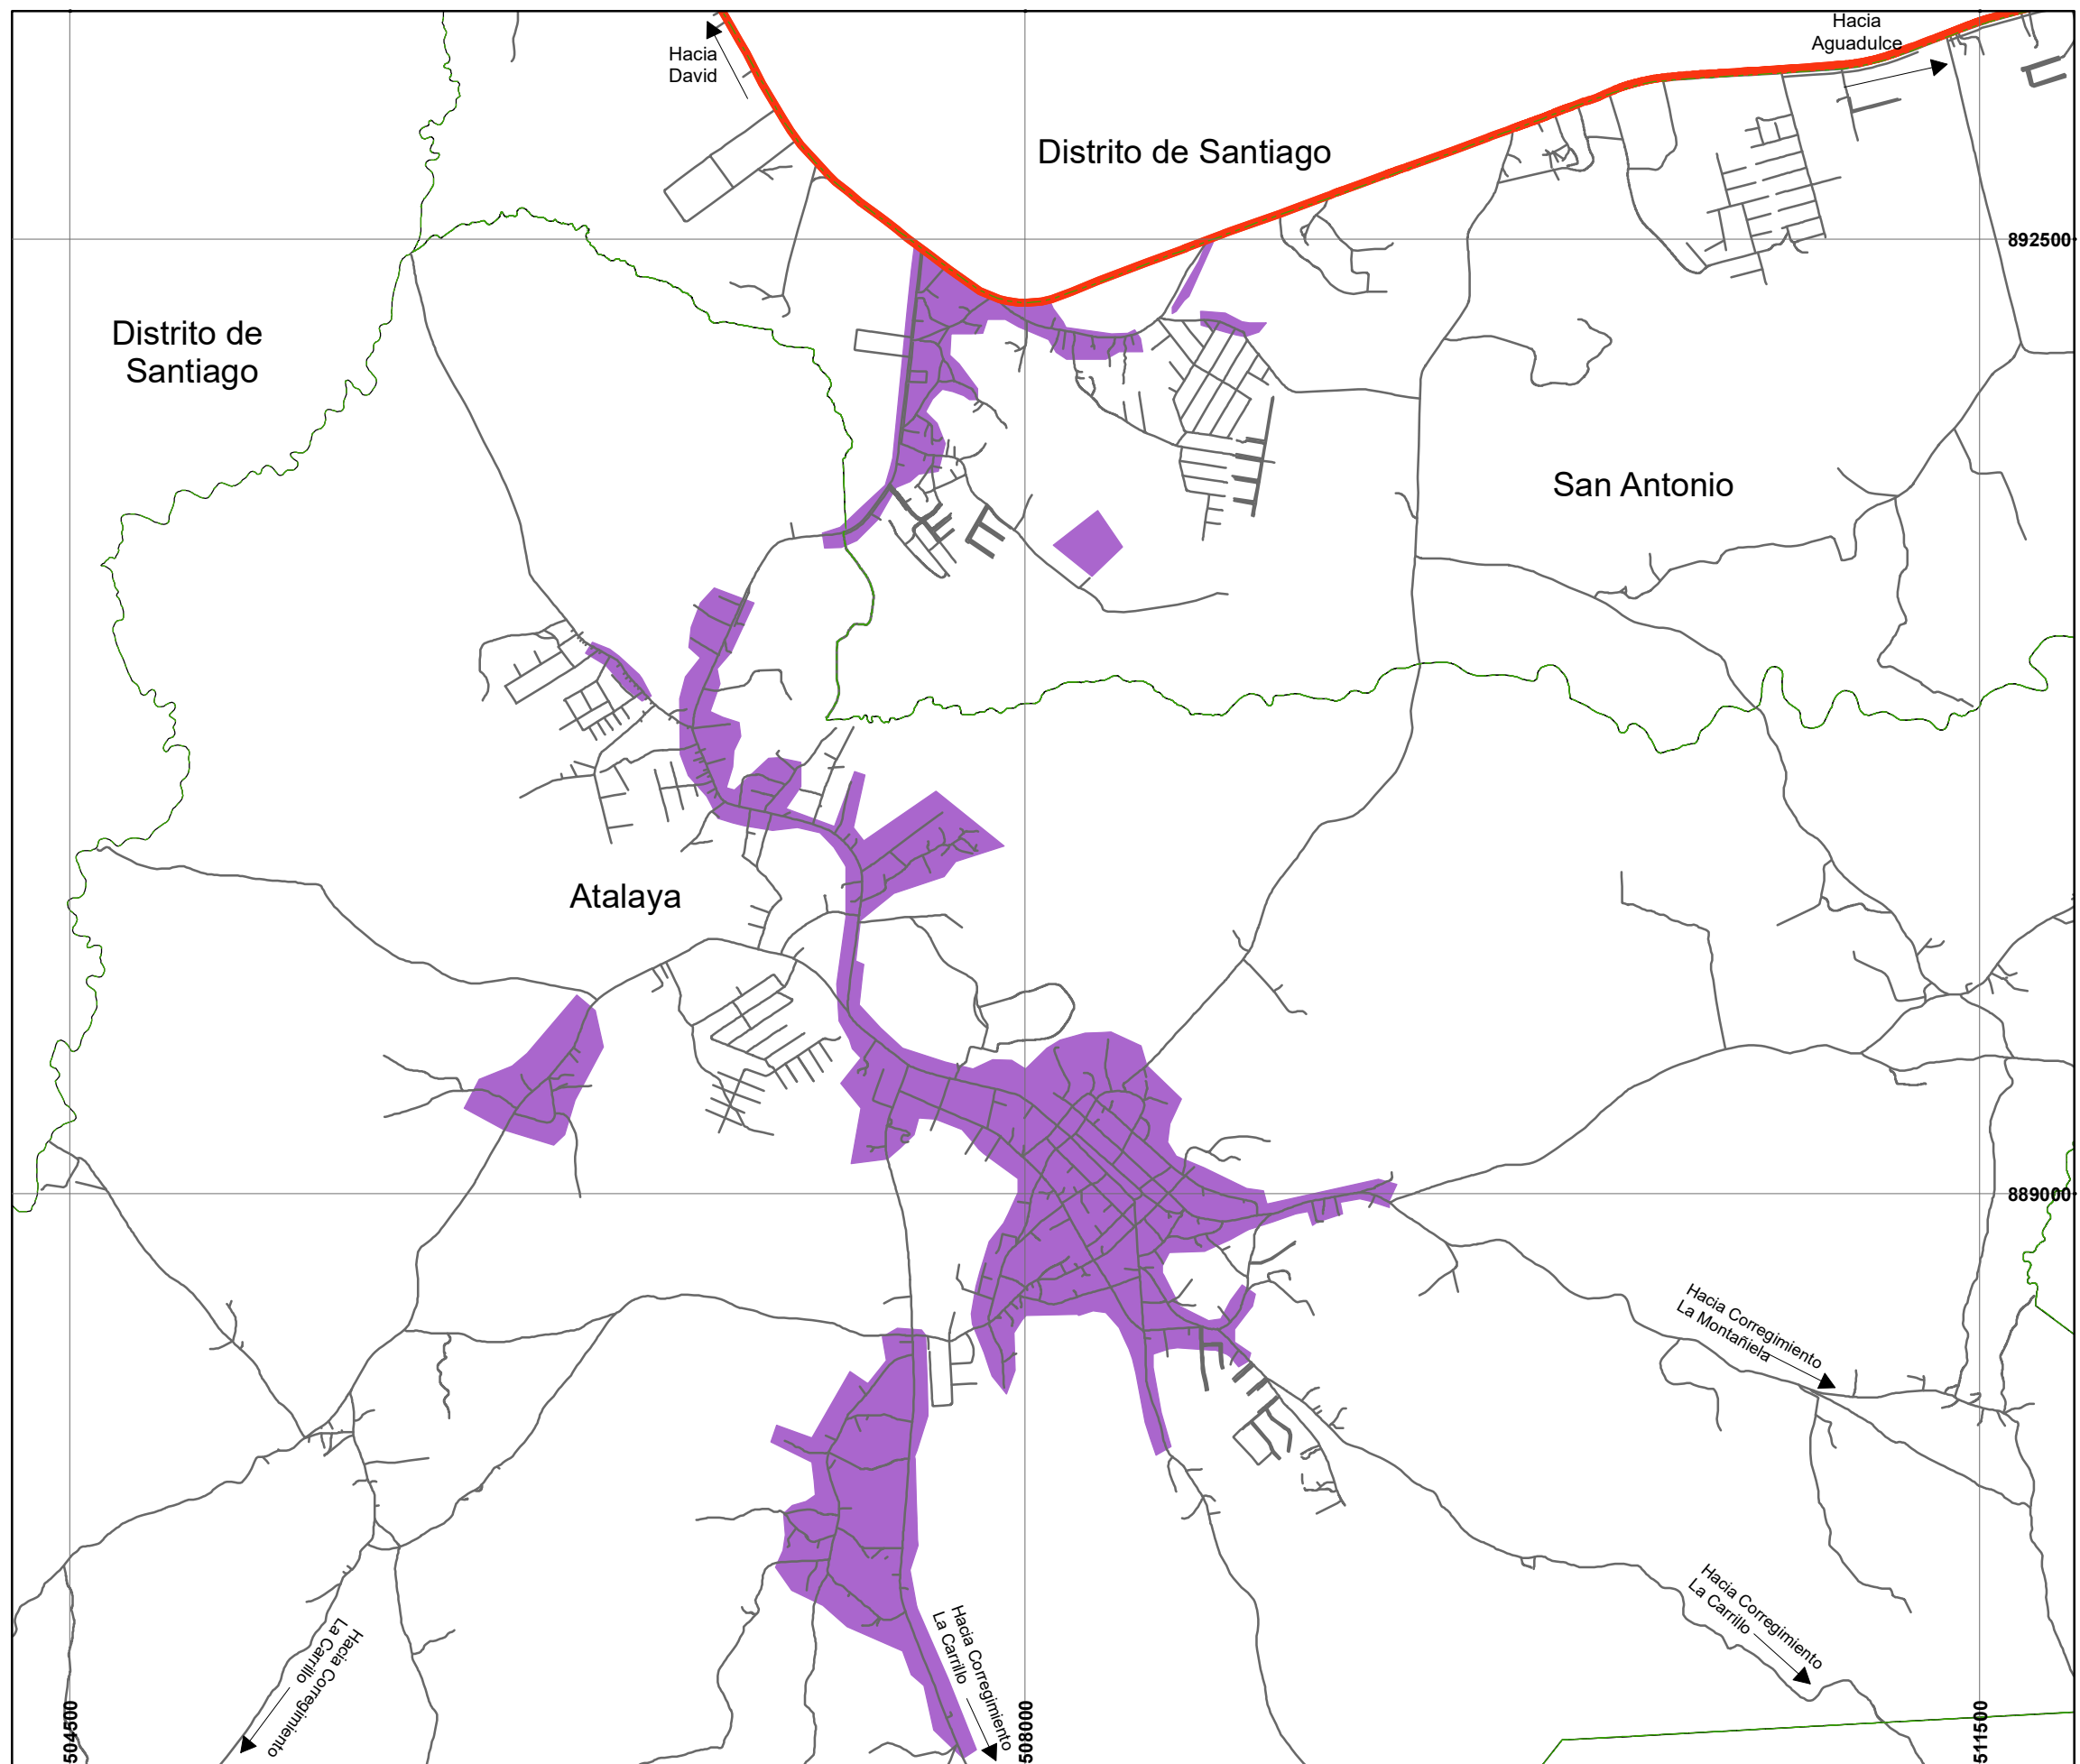 Hacia
Aguadulce
Hacia
David
Distrito de Santiago
892500
Distrito de
Santiago
San Antonio
Atalaya
889000
Hacia Corregimiento
La Montañiela
Hacia Corregimiento
La Carrillo
Hacia Corregimiento
La Carrillo
Hacia Corregimiento
La Carrillo
504500
508000
511500